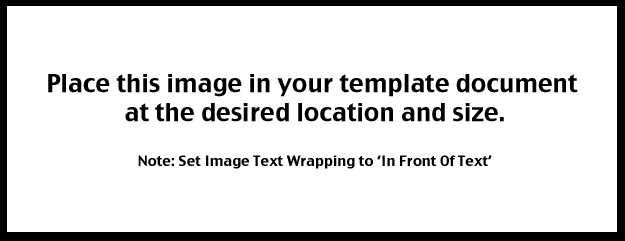 Place this image in your template document
at the desired location and size.
Note: Set Image Text Wrapping to ‘In Front Of Text’